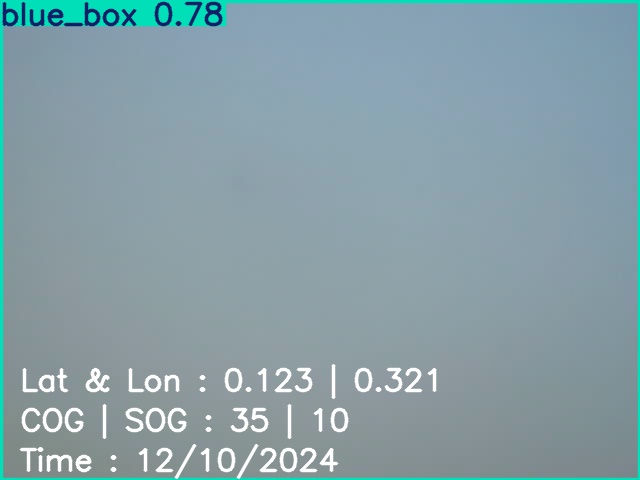 blue_box 0.78
Lat & Lon : 0.123 | 0.321
COG | SOG : 35 | 10
Time : 12/10/2024